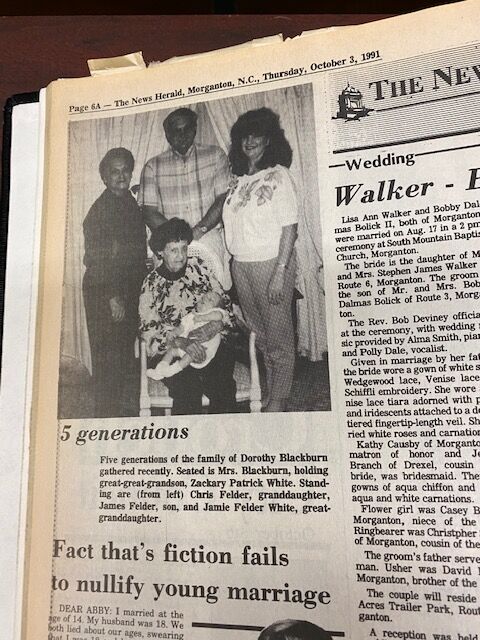 Page 6A — The News Herald, Morganton, N.C., Thursday, October 3, 1991
5 generations
Five generations of the family of Dorothy Blackburn
gathered recently. Seated is Mrs. Blackburn, holding
great-great-grandson, Zackary Patrick White. Stand-
ing are (from left) Chris Felder, granddaughter,
James Felder, son, and Jamie Felder White, great-
granddaughter.
Fact that's fiction fails
to nullify young marriage
DEAR ABBY: I married at the
age of 14. My husband was 18. We
both lied about our ages, swearing
that I was 18
THE NEW
Wedding
Walker -
Lisa Ann Walker and Bobby Dal-
mas Bolick II, both of Morganton
were married on Aug. 17 in a 2 pm
ceremony at South Mountain Baptis
Church, Morganton.
The bride is the daughter of M
and Mrs. Stephen James Walker
Route 6, Morganton. The groom
the son of Mr. and Mrs. Bob
Dalmas Bolick of Route 3, Morg
ton.
The Rev. Bob Deviney officia
at the ceremony, with wedding
sic provided by Alma Smith, pia
and Polly Dale, vocalist.
Given in marriage by her fat
the bride wore a gown of white s
Wedgewood lace, Venise lace
Schiffli embroidery. She wore
nise lace tiara adorned with p
and iridescents attached to a de
tiered fingertip-length veil. Sh
ried white roses and carnation
Kathy Causby of Morganto
matron of honor and Je
Branch of Drexel, cousin
bride, was bridesmaid. The
gowns of aqua chiffon and
aqua and white carnations.
Flower girl was Casey B
Morganton, niece of the
Ringbearer was Christpher
of Morganton, cousin of the
The groom's father serve
man. Usher was David
Morganton, brother of the
The couple will reside
Acres Trailer Park, Rout
ganton.
A reception was held